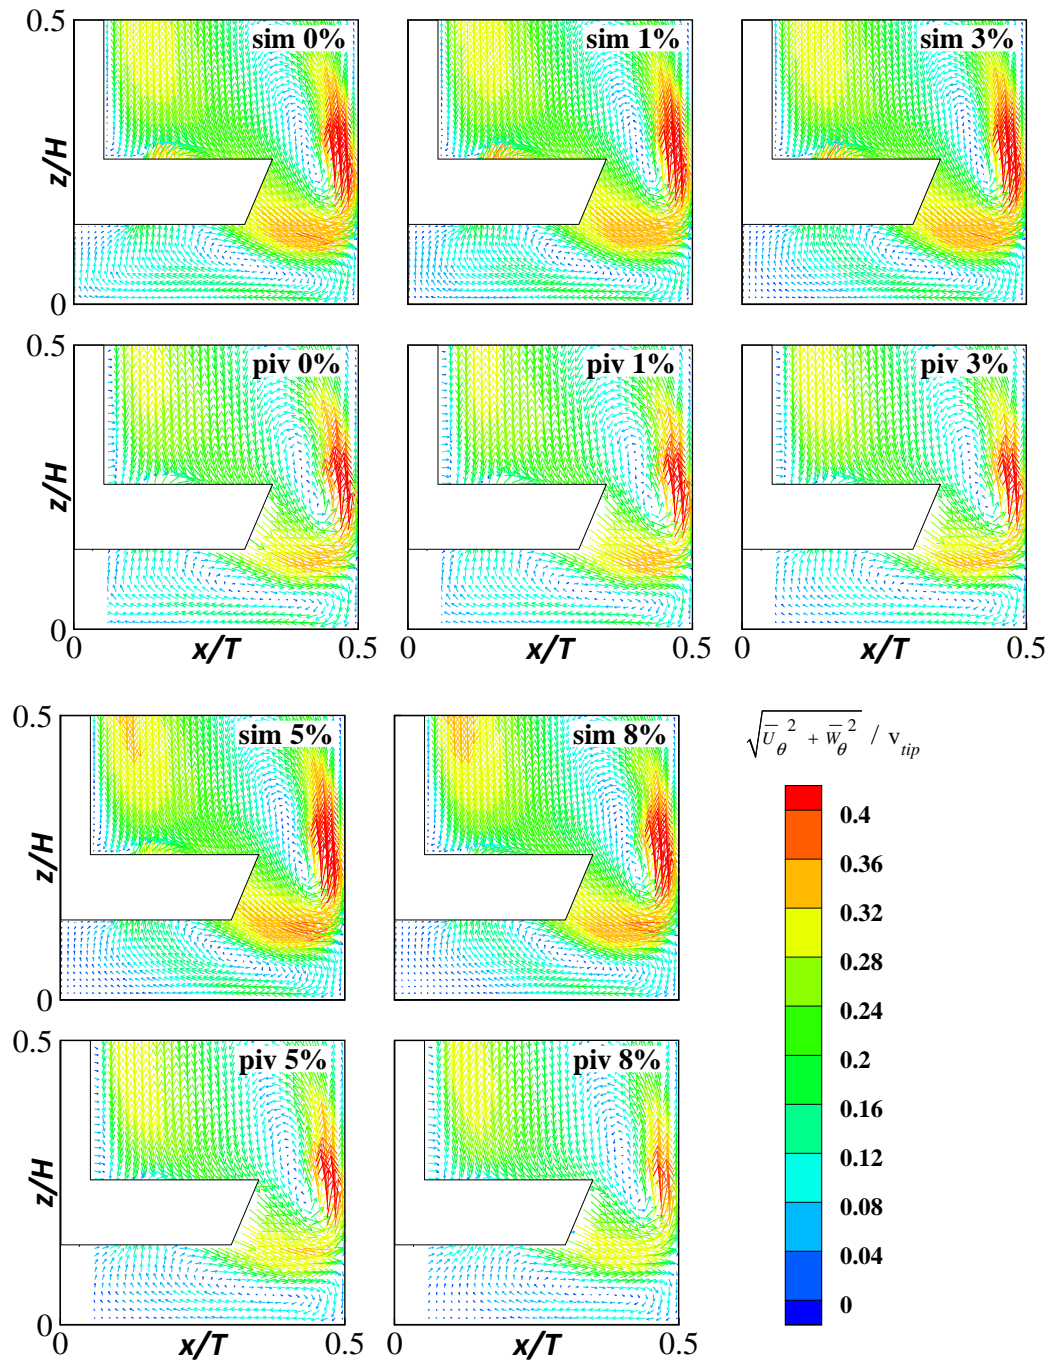 0.5
sim 0%
sim 1%
sim 3%
z/H
0
0.5
piv 0%
piv 1%
piv 3%
z/H
0
0 x/T 0.5
0 x/T 0.5
0 x/T 0.5
0.5
sim 5%
sim 8%
z/H
0
0.5
piv 5%
piv 8%
z/H
0
0 x/T 0.5
0 x/T 0.5
√(U̅θ² + W̅θ²) / vtip
0.4
0.36
0.32
0.28
0.24
0.2
0.16
0.12
0.08
0.04
0